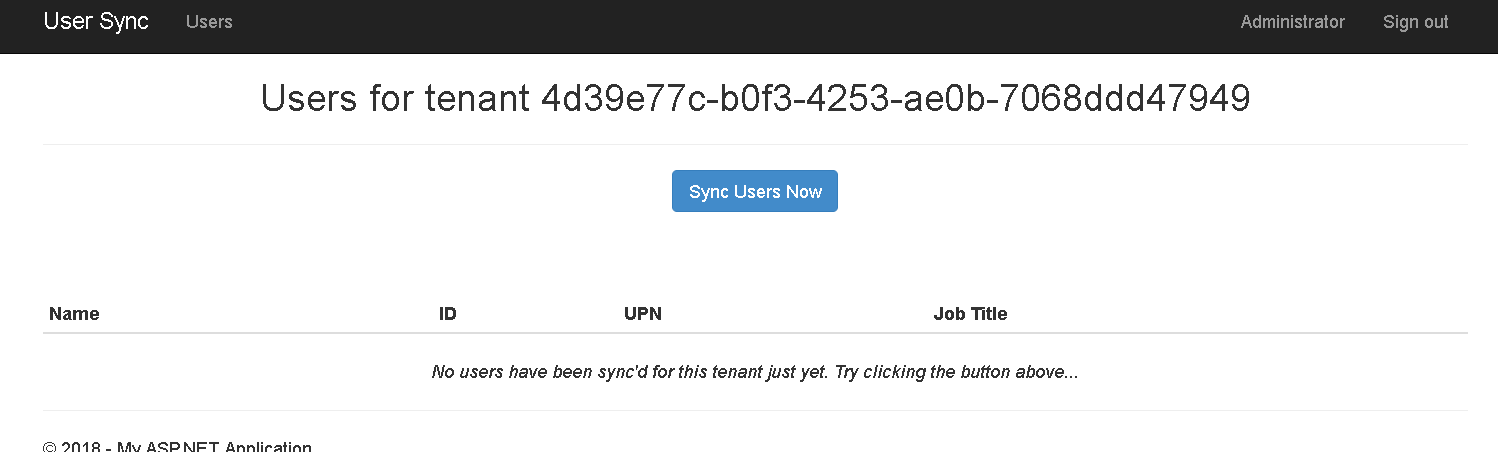 User Sync Users Administrator Sign out
Users for tenant 4d39e77c-b0f3-4253-ae0b-7068ddd47949
Sync Users Now
Name ID UPN Job Title
No users have been sync'd for this tenant just yet. Try clicking the button above...
© 2018 - My ASP.NET Application